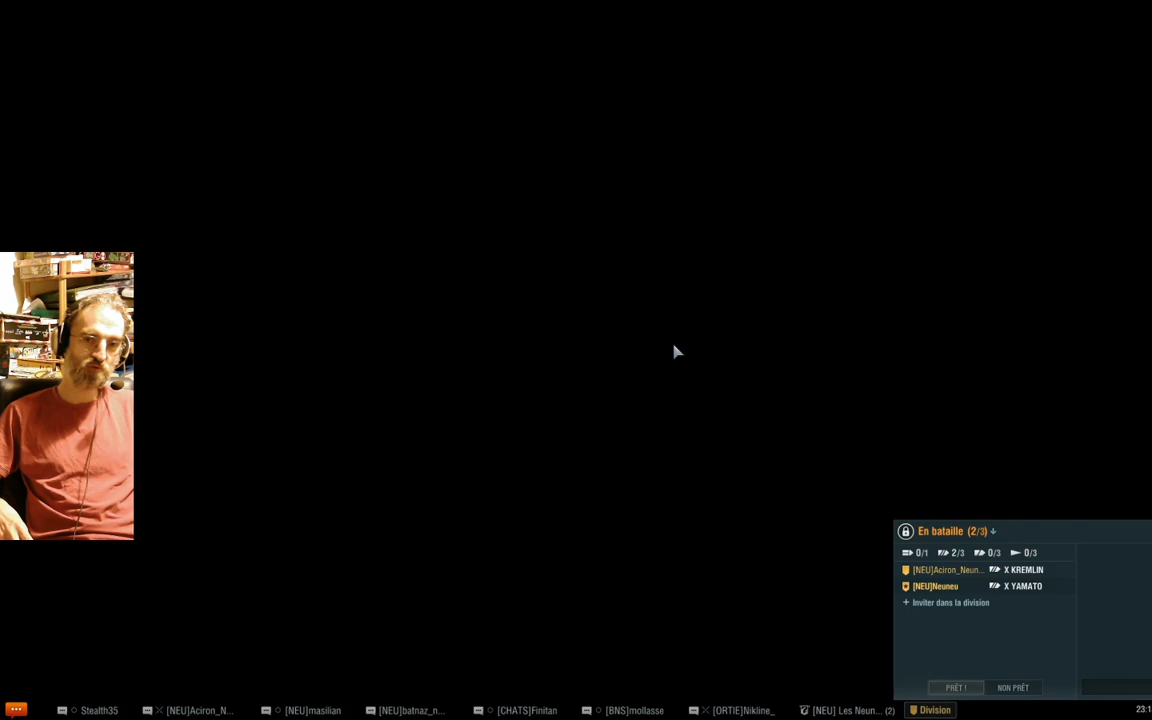 En bataille (2/3)
0/1 2/3 0/3 0/3
[NEU]Aciron_Neun... X KREMLIN
[NEU]Neuneu X YAMATO
+ Inviter dans la division
PRÊT ! NON PRÊT
Stealth35 [NEU]Aciron_N... [NEU]masilian [NEU]batnaz_n... [CHATS]Finitan [BNS]mollasse [ORTIE]Nikline_ [NEU] Les Neun... (2) Division 23:1